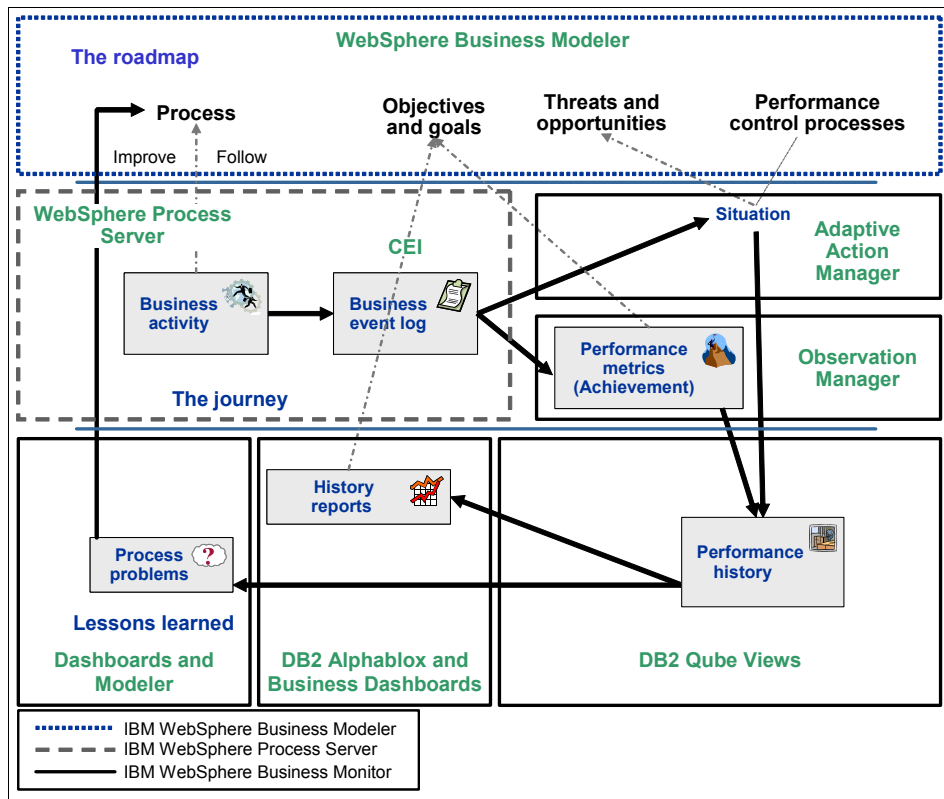 WebSphere Business Modeler
The roadmap
Process
Objectives
and goals
Threats and
opportunities
Performance
control processes
Improve
Follow
WebSphere Process
Server
CEI
Situation
Adaptive
Action
Manager
Business
activity
Business
event log
Performance
metrics
(Achievement)
Observation
Manager
The journey
History
reports
Process
problems
?
Performance
history
Lessons learned
Dashboards and
Modeler
DB2 Alphablox and
Business Dashboards
DB2 Qube Views
IBM WebSphere Business Modeler
IBM WebSphere Process Server
IBM WebSphere Business Monitor